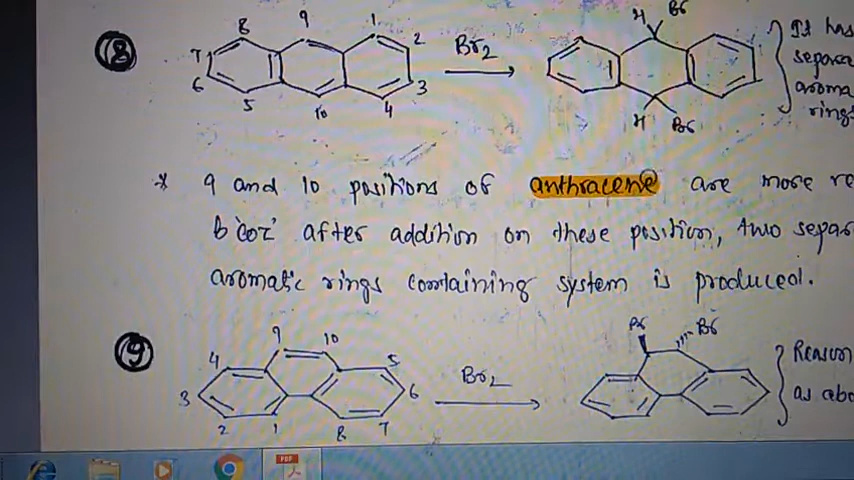 (8)
8 9 1
7 2
6 3
5 10 4
Br2
H Br
H Br
It has
separa
aroma
rings
* 9 and 10 positions of anthracene are more re
b'coz after addition on these position, two separ
aromatic rings containing system is produced.
(9)
9 10
4 5
3 6
2 1 8 7
Br2
Br Br
Reason
as abo
PDF